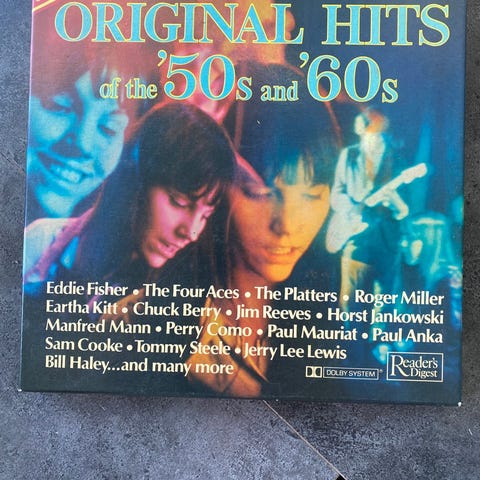 ORIGINAL HITS
of the '50s and '60s
Eddie Fisher • The Four Aces • The Platters • Roger Miller
Eartha Kitt • Chuck Berry • Jim Reeves • Horst Jankowski
Manfred Mann • Perry Como • Paul Mauriat • Paul Anka
Sam Cooke • Tommy Steele • Jerry Lee Lewis
Bill Haley...and many more
DOLBY SYSTEM®
Reader's
Digest